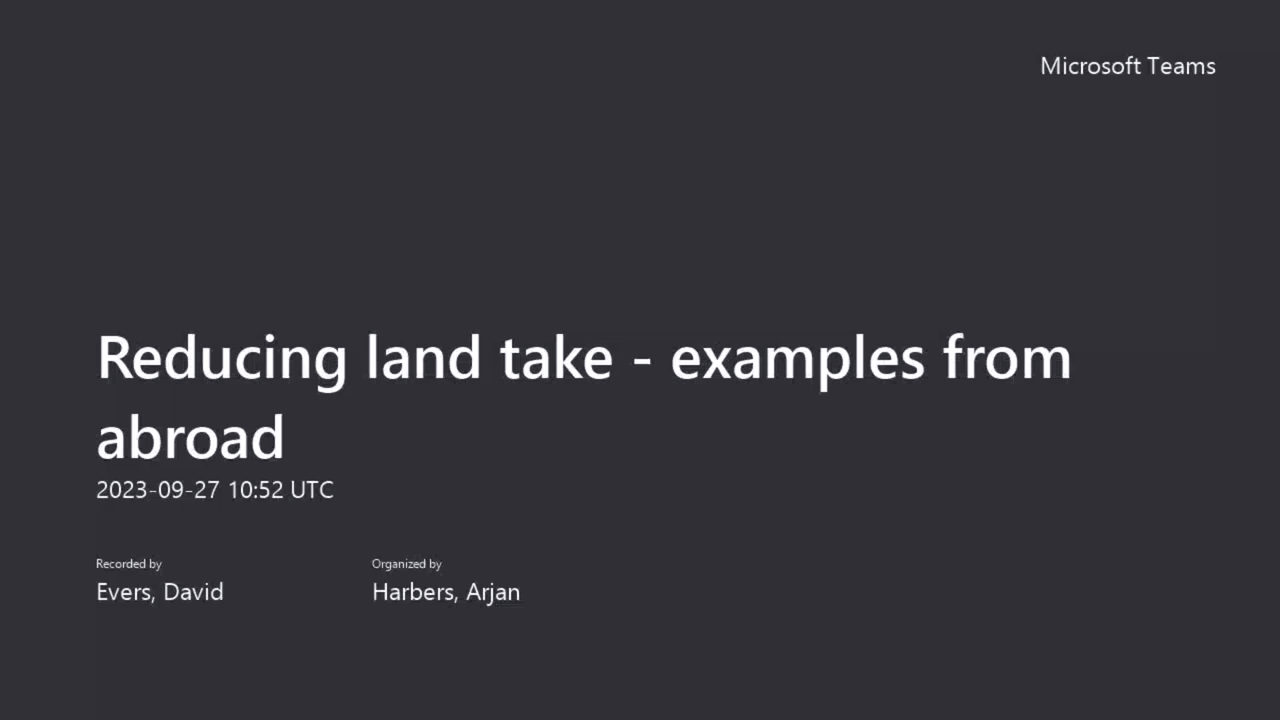 Microsoft Teams
Reducing land take - examples from
abroad
2023-09-27 10:52 UTC
Recorded by
Evers, David
Organized by
Harbers, Arjan